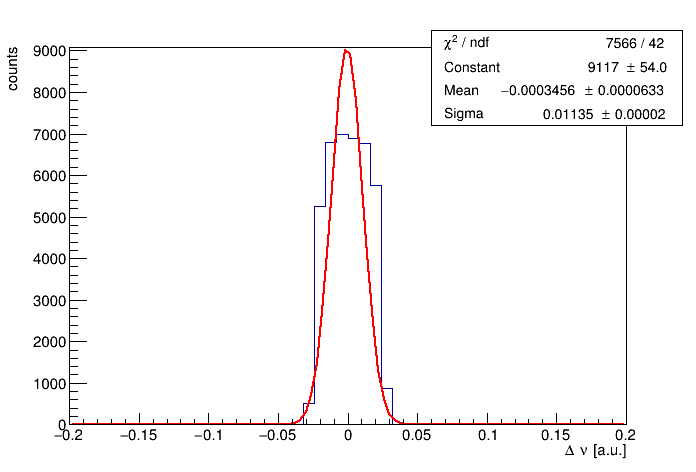 χ² / ndf 7566 / 42
Constant 9117 ± 54.0
Mean −0.0003456 ± 0.0000633
Sigma 0.01135 ± 0.00002
counts
9000
8000
7000
6000
5000
4000
3000
2000
1000
0
−0.2 −0.15 −0.1 −0.05 0 0.05 0.1 0.15 0.2
Δ ν [a.u.]